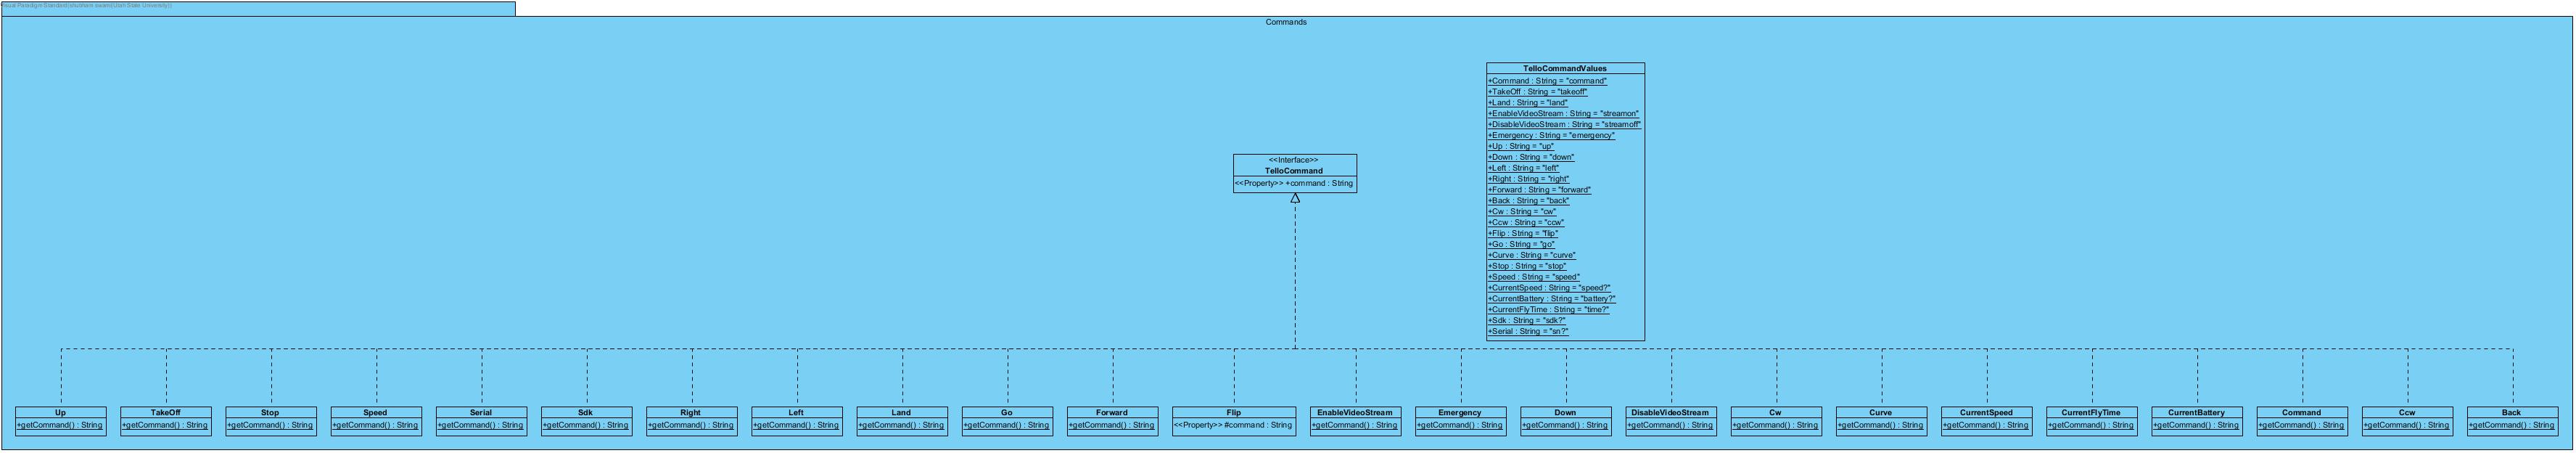 Visual Paradigm Standard(shubham swami(Utah State University))
Commands
TelloCommandValues
+Command : String = "command"
+TakeOff : String = "takeoff"
+Land : String = "land"
+EnableVideoStream : String = "streamon"
+DisableVideoStream : String = "streamoff"
+Emergency : String = "emergency"
+Up : String = "up"
+Down : String = "down"
+Left : String = "left"
+Right : String = "right"
+Forward : String = "forward"
+Back : String = "back"
+Cw : String = "cw"
+Ccw : String = "ccw"
+Flip : String = "flip"
+Go : String = "go"
+Curve : String = "curve"
+Stop : String = "stop"
+Speed : String = "speed"
+CurrentSpeed : String = "speed?"
+CurrentBattery : String = "battery?"
+CurrentFlyTime : String = "time?"
+Sdk : String = "sdk?"
+Serial : String = "sn?"
<<Interface>>
TelloCommand
<<Property>> +command : String
Up
+getCommand() : String
TakeOff
+getCommand() : String
Stop
+getCommand() : String
Speed
+getCommand() : String
Serial
+getCommand() : String
Sdk
+getCommand() : String
Right
+getCommand() : String
Left
+getCommand() : String
Land
+getCommand() : String
Go
+getCommand() : String
Forward
+getCommand() : String
Flip
<<Property>> #command : String
EnableVideoStream
+getCommand() : String
Emergency
+getCommand() : String
Down
+getCommand() : String
DisableVideoStream
+getCommand() : String
Cw
+getCommand() : String
Curve
+getCommand() : String
CurrentSpeed
+getCommand() : String
CurrentFlyTime
+getCommand() : String
CurrentBattery
+getCommand() : String
Command
+getCommand() : String
Ccw
+getCommand() : String
Back
+getCommand() : String